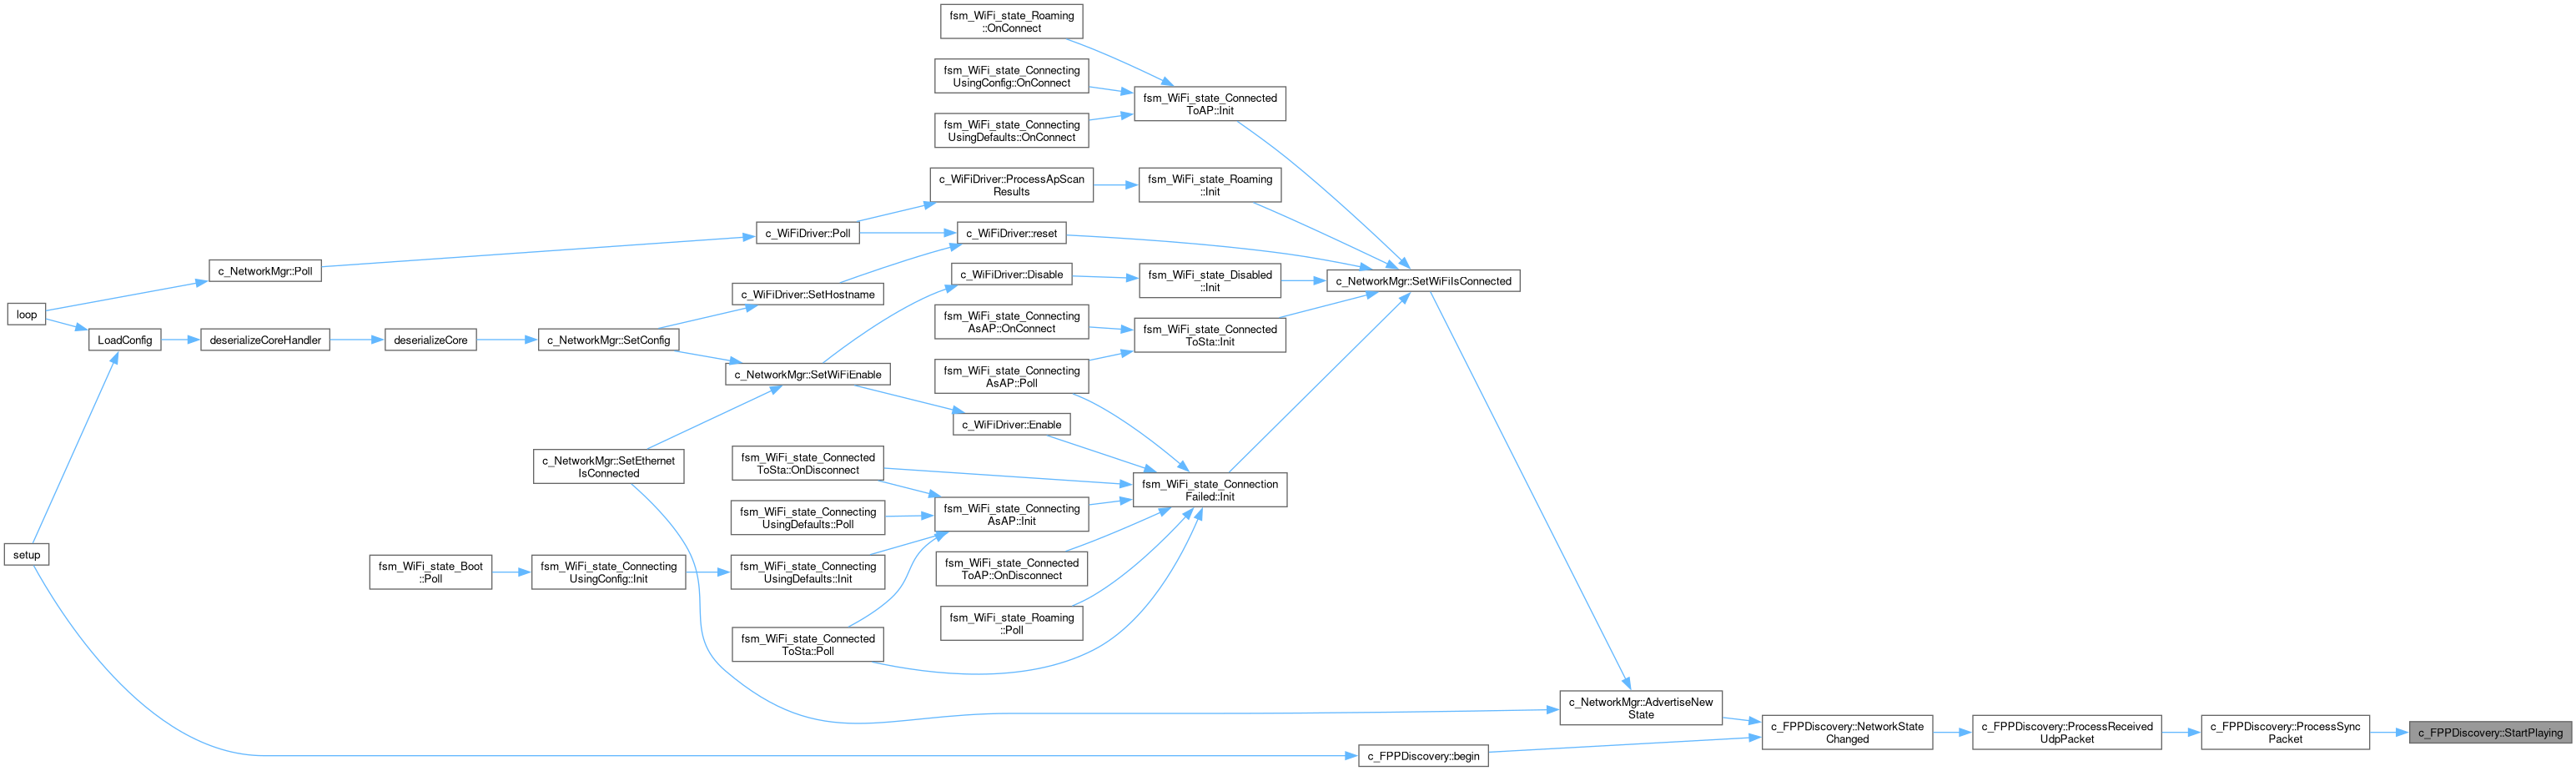 fsm_WiFi_state_Roaming
::OnConnect
fsm_WiFi_state_Connecting
UsingConfig::OnConnect
fsm_WiFi_state_Connected
ToAP::Init
fsm_WiFi_state_Connecting
UsingDefaults::OnConnect
c_WiFiDriver::ProcessApScan
Results
fsm_WiFi_state_Roaming
::Init
c_WiFiDriver::Poll
c_WiFiDriver::reset
c_NetworkMgr::Poll
c_WiFiDriver::Disable
fsm_WiFi_state_Disabled
::Init
c_NetworkMgr::SetWiFiIsConnected
c_WiFiDriver::SetHostname
loop
fsm_WiFi_state_Connecting
AsAP::OnConnect
fsm_WiFi_state_Connected
ToSta::Init
LoadConfig
deserializeCoreHandler
deserializeCore
c_NetworkMgr::SetConfig
c_NetworkMgr::SetWiFiEnable
fsm_WiFi_state_Connecting
AsAP::Poll
c_WiFiDriver::Enable
c_NetworkMgr::SetEthernet
IsConnected
fsm_WiFi_state_Connected
ToSta::OnDisconnect
fsm_WiFi_state_Connection
Failed::Init
fsm_WiFi_state_Connecting
UsingDefaults::Poll
fsm_WiFi_state_Connecting
AsAP::Init
setup
fsm_WiFi_state_Boot
::Poll
fsm_WiFi_state_Connecting
UsingConfig::Init
fsm_WiFi_state_Connecting
UsingDefaults::Init
fsm_WiFi_state_Connected
ToAP::OnDisconnect
fsm_WiFi_state_Roaming
::Poll
fsm_WiFi_state_Connected
ToSta::Poll
c_NetworkMgr::AdvertiseNew
State
c_FPPDiscovery::begin
c_FPPDiscovery::NetworkState
Changed
c_FPPDiscovery::ProcessReceived
UdpPacket
c_FPPDiscovery::ProcessSync
Packet
c_FPPDiscovery::StartPlaying